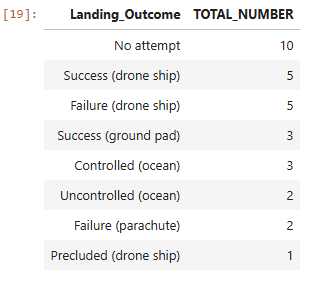 [19]: Landing_Outcome TOTAL_NUMBER
No attempt 10
Success (drone ship) 5
Failure (drone ship) 5
Success (ground pad) 3
Controlled (ocean) 3
Uncontrolled (ocean) 2
Failure (parachute) 2
Precluded (drone ship) 1